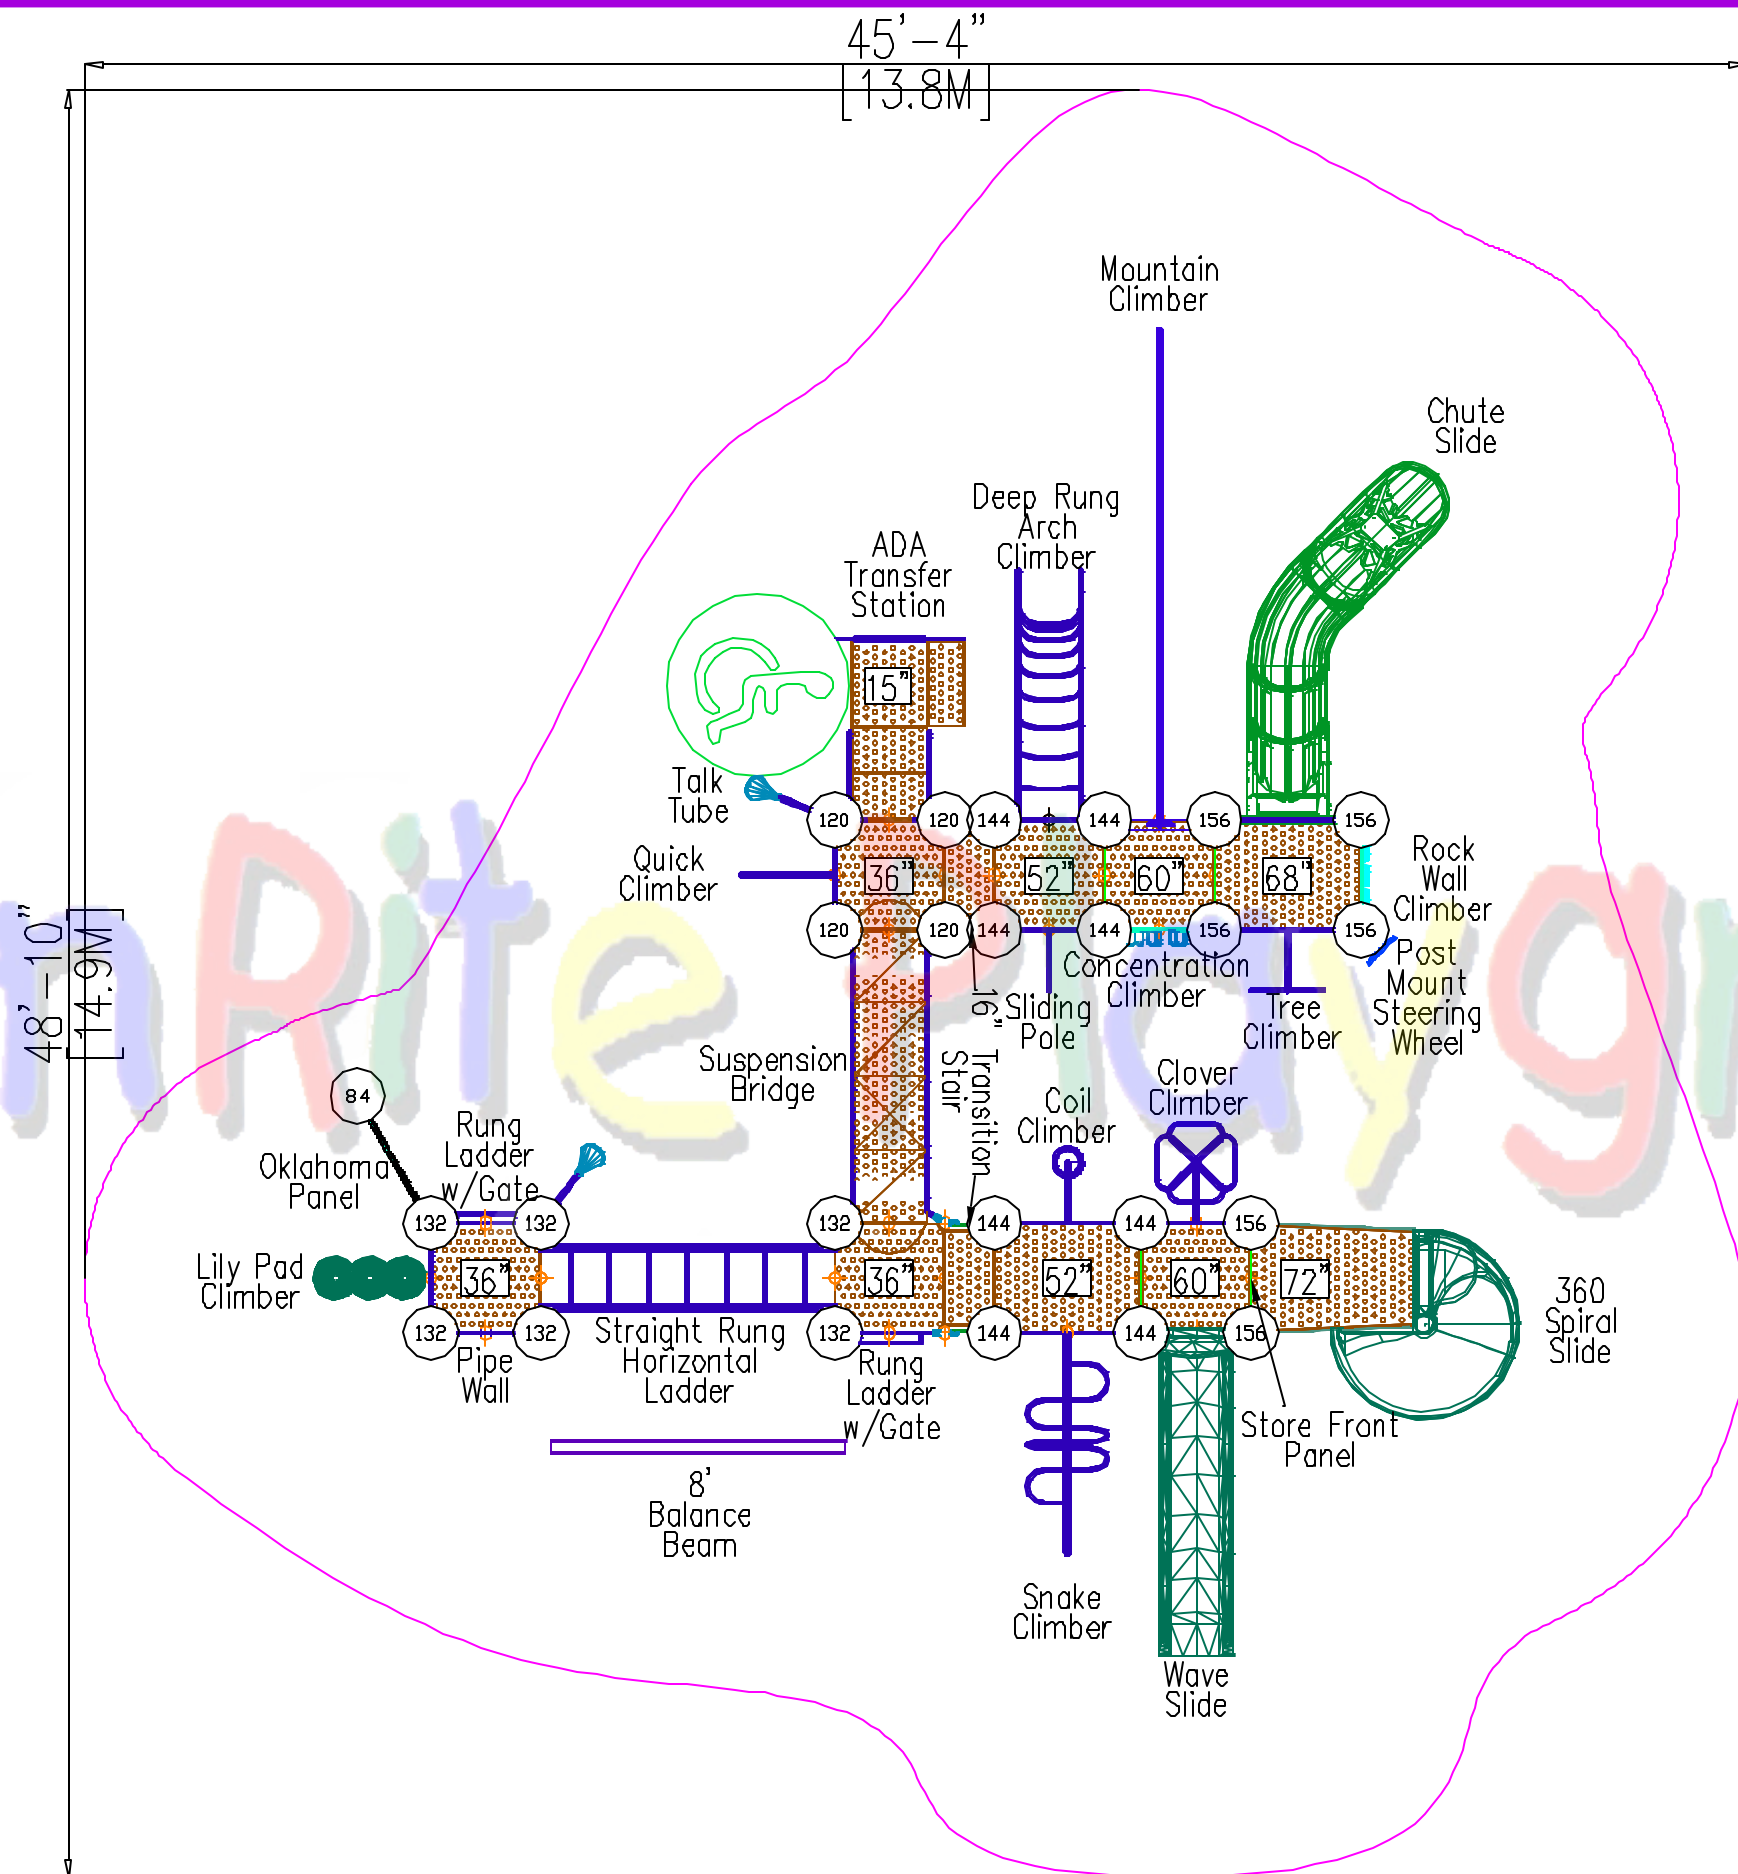 45'-4"
[13.8M]
48'-10"
[14.9M]
Mountain
Climber
Chute
Slide
Deep Rung
Arch
Climber
ADA
Transfer
Station
15"
Talk
Tube
120
120
144
144
156
156
Quick
Climber
36"
52"
60"
68"
Rock
Wall
Climber
120
120
144
144
156
156
Post
Mount
Steering
Wheel
Concentration
Climber
Sliding
Pole
Tree
Climber
16"
Transition
Stair
Suspension
Bridge
Coil
Climber
Clover
Climber
84
Oklahoma
Panel
Rung
Ladder
w/Gate
132
132
132
144
144
156
Lily Pad
Climber
36"
36"
52"
60"
72"
360
Spiral
Slide
132
132
132
144
144
156
Pipe
Wall
Straight Rung
Horizontal
Ladder
Rung
Ladder
w/Gate
Store Front
Panel
8'
Balance
Beam
Snake
Climber
Wave
Slide
nRite Playgr